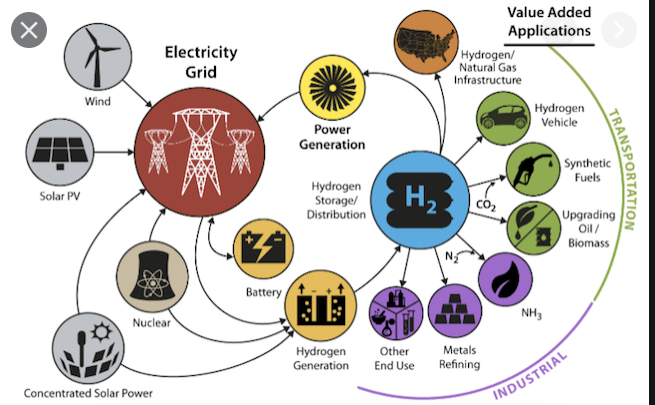 Value Added
Applications
Electricity
Grid
Wind
Solar PV
Nuclear
Concentrated Solar Power
Battery
Power
Generation
Hydrogen
Generation
Hydrogen
Storage/
Distribution
H2
Hydrogen/
Natural Gas
Infrastructure
Hydrogen
Vehicle
CO2
Synthetic
Fuels
Upgrading
Oil /
Biomass
N2
NH3
Metals
Refining
Other
End Use
TRANSPORTATION
INDUSTRIAL